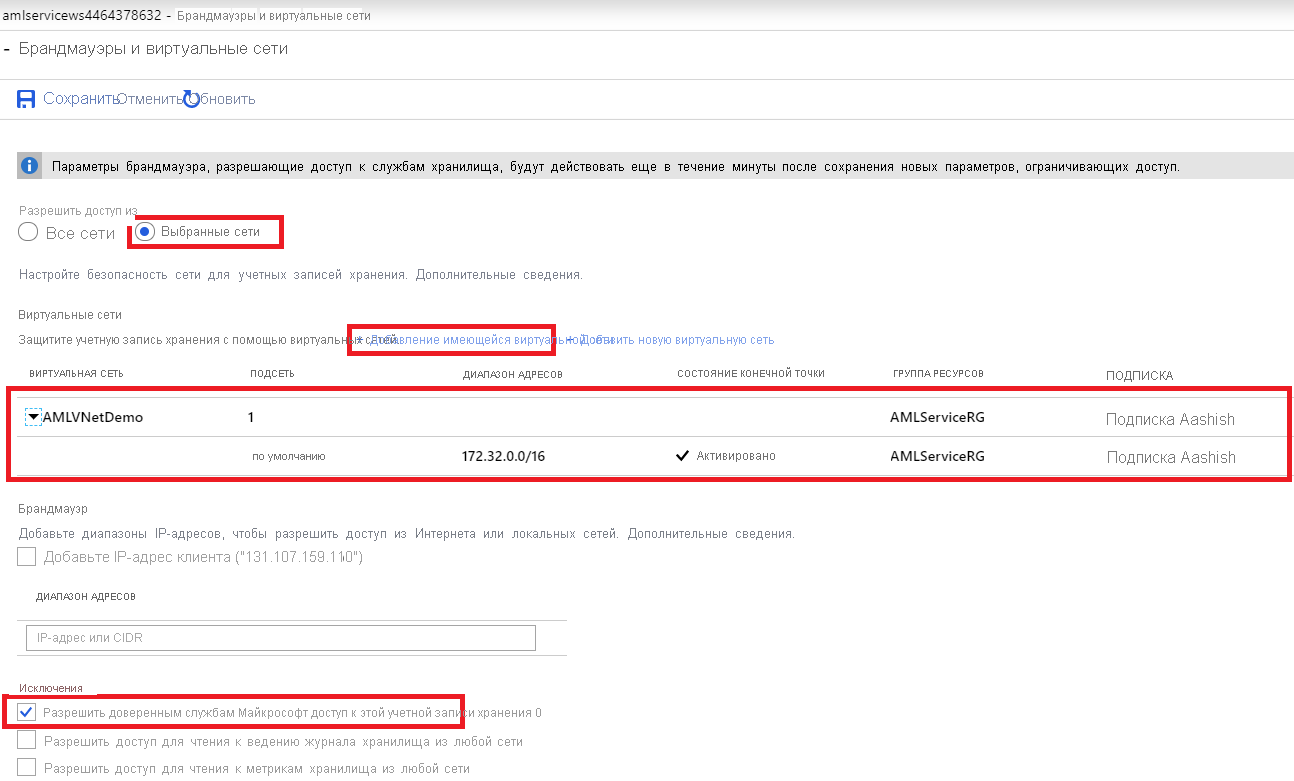 amlservicews4464378632 - Брандмауэры и виртуальные сети
- Брандмауэры и виртуальные сети
Сохранить Отменить Обновить
Параметры брандмауэра, разрешающие доступ к службам хранилища, будут действовать еще в течение минуты после сохранения новых параметров, ограничивающих доступ.
Разрешить доступ из
Все сети Выбранные сети
Настройте безопасность сети для учетных записей хранения. Дополнительные сведения.
Виртуальные сети
Защитите учетную запись хранения с помощью виртуальных сетей. + Добавление имеющейся виртуальной сети + Добавить новую виртуальную сеть
ВИРТУАЛЬНАЯ СЕТЬ ПОДСЕТЬ ДИАПАЗОН АДРЕСОВ СОСТОЯНИЕ КОНЕЧНОЙ ТОЧКИ ГРУППА РЕСУРСОВ ПОДПИСКА
AMLVNetDemo 1 AMLServiceRG Подписка Aashish
по умолчанию 172.32.0.0/16 Активировано AMLServiceRG Подписка Aashish
Брандмауэр
Добавьте диапазоны IP-адресов, чтобы разрешить доступ из Интернета или локальных сетей. Дополнительные сведения.
Добавьте IP-адрес клиента ("131.107.159.110")
ДИАПАЗОН АДРЕСОВ
IP-адрес или CIDR
Исключения
Разрешить доверенным службам Майкрософт доступ к этой учетной записи хранения 0
Разрешить доступ для чтения к ведению журнала хранилища из любой сети
Разрешить доступ для чтения к метрикам хранилища из любой сети